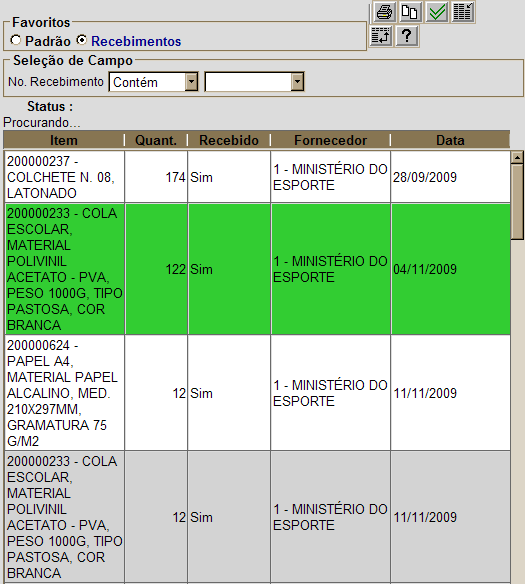 Favoritos
Padrão Recebimentos
?
Seleção de Campo
No. Recebimento Contém
Status :
Procurando...
Item Quant. Recebido Fornecedor Data
200000237 -
COLCHETE N. 08,
LATONADO
174 Sim
1 - MINISTÉRIO DO
ESPORTE
28/09/2009
200000233 - COLA
ESCOLAR,
MATERIAL
POLIVINIL
ACETATO - PVA,
PESO 1000G, TIPO
PASTOSA, COR
BRANCA
122 Sim
1 - MINISTÉRIO DO
ESPORTE
04/11/2009
200000624 -
PAPEL A4,
MATERIAL PAPEL
ALCALINO, MED.
210X297MM,
GRAMATURA 75
G/M2
12 Sim
1 - MINISTÉRIO DO
ESPORTE
11/11/2009
200000233 - COLA
ESCOLAR,
MATERIAL
POLIVINIL
ACETATO - PVA,
PESO 1000G, TIPO
PASTOSA, COR
BRANCA
12 Sim
1 - MINISTÉRIO DO
ESPORTE
11/11/2009